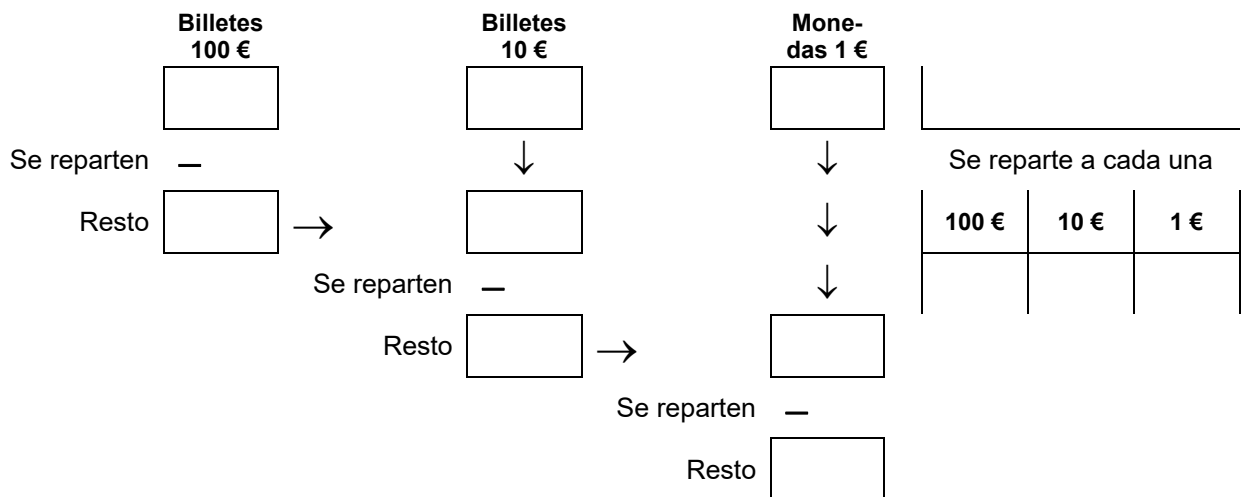 Billetes
100 €
Billetes
10 €
Mone-
das 1 €
Se reparten –
↓
↓
Se reparte a cada una
Resto
→
↓
100 €
10 €
1 €
Se reparten –
↓
Resto
→
Se reparten –
Resto